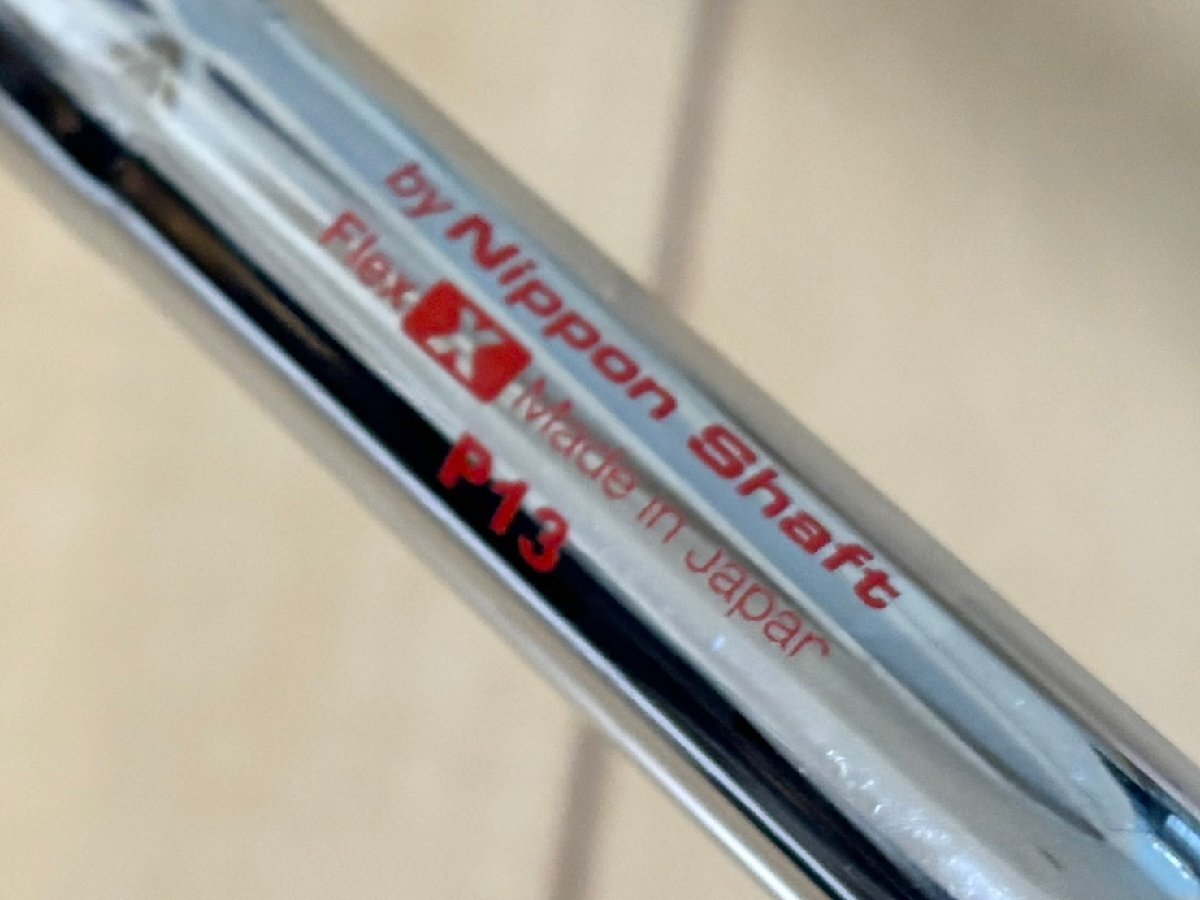 by Nippon Shaft
Flex X Made in Japan
P13